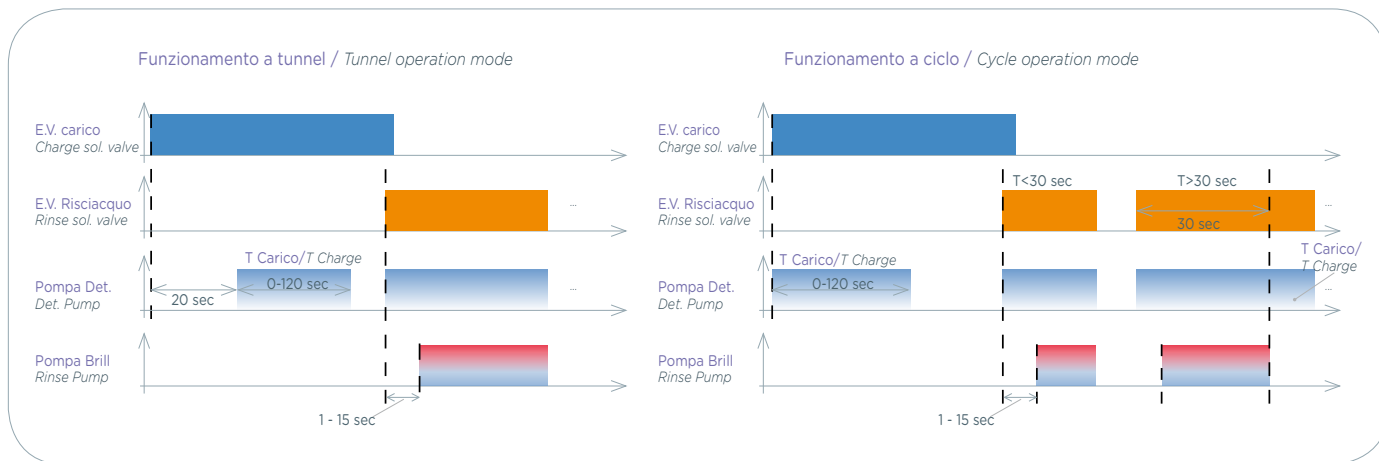 Funzionamento a tunnel / Tunnel operation mode
E.V. carico
Charge sol. valve
E.V. Risciacquo
Rinse sol. valve
...
T Carico/T Charge
Pompa Det.
Det. Pump
20 sec
0-120 sec
...
Pompa Brill
Rinse Pump
1 - 15 sec
Funzionamento a ciclo / Cycle operation mode
E.V. carico
Charge sol. valve
T<30 sec
T>30 sec
E.V. Risciacquo
Rinse sol. valve
30 sec
...
T Carico/T Charge
T Carico/
T Charge
Pompa Det.
Det. Pump
0-120 sec
...
Pompa Brill
Rinse Pump
1 - 15 sec